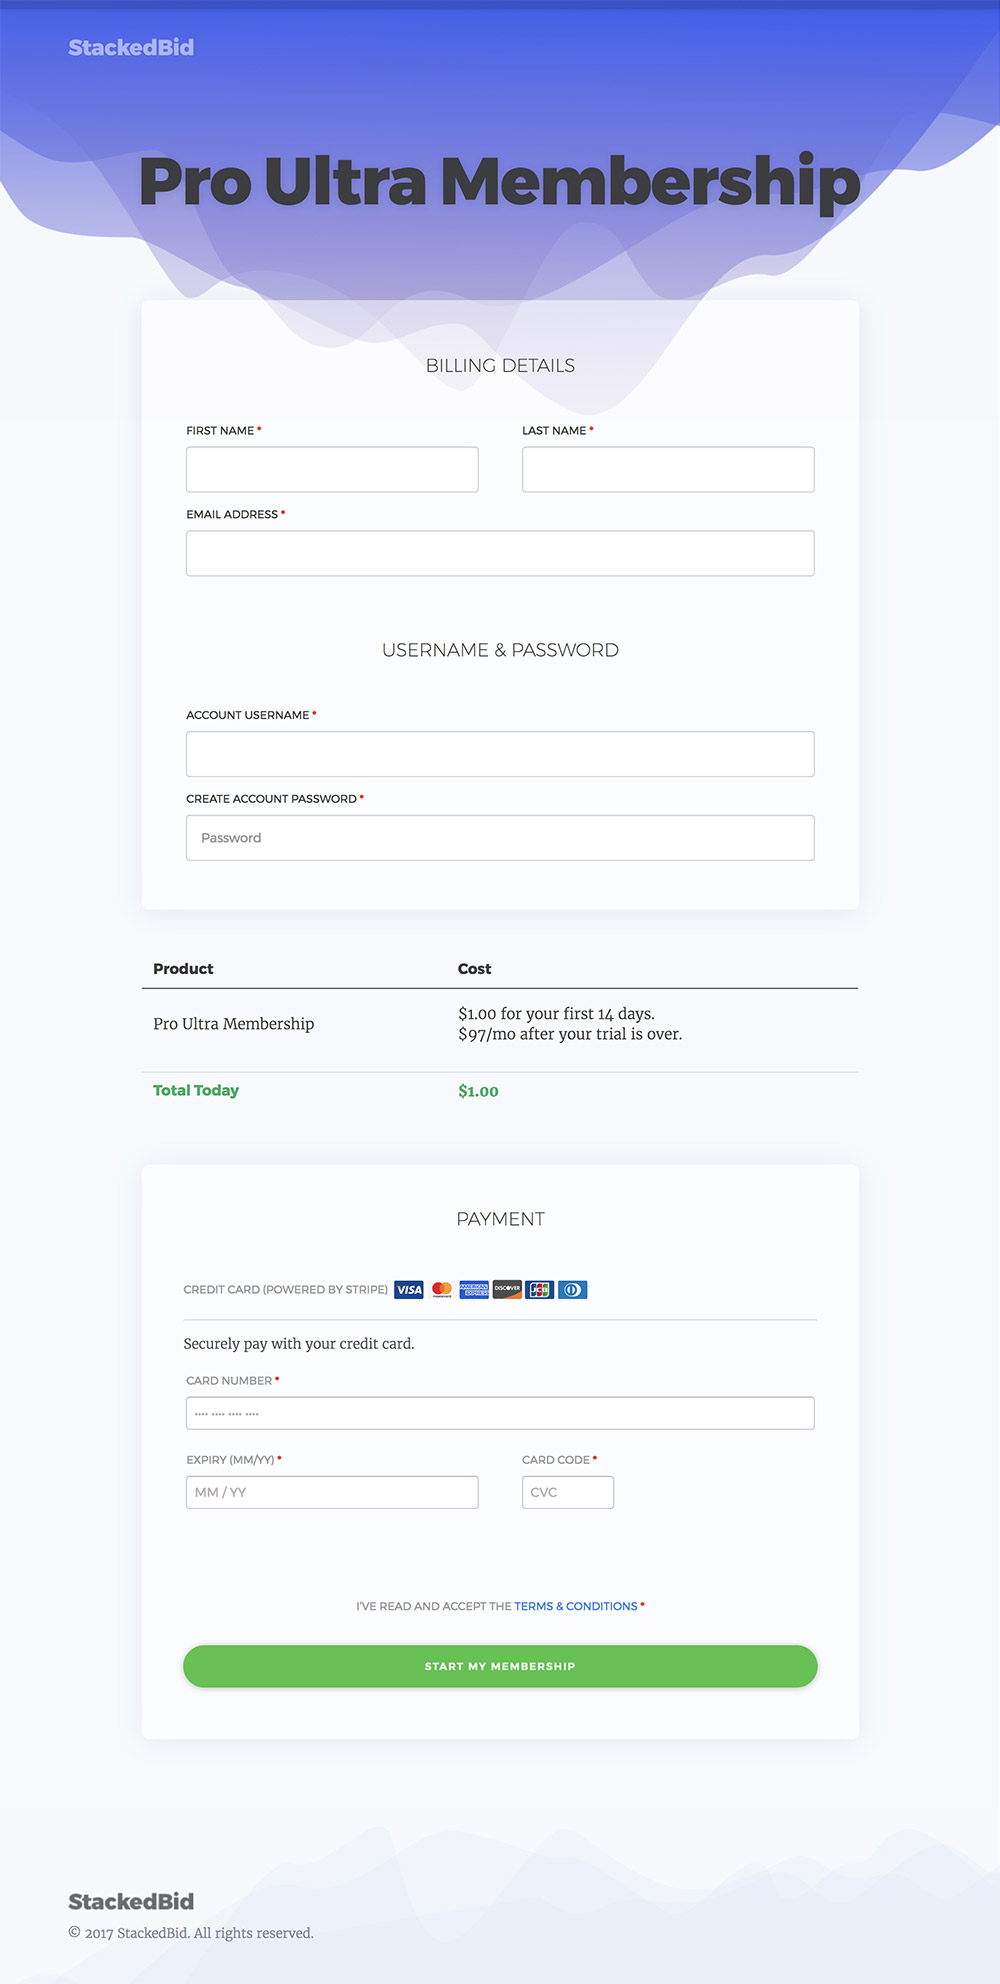 StackedBid
Pro Ultra Membership
BILLING DETAILS
FIRST NAME *
LAST NAME *
EMAIL ADDRESS *
USERNAME & PASSWORD
ACCOUNT USERNAME *
CREATE ACCOUNT PASSWORD *
Password
Product Cost
Pro Ultra Membership
$1.00 for your first 14 days.
$97/mo after your trial is over.
Total Today $1.00
PAYMENT
CREDIT CARD (POWERED BY STRIPE) VISA mastercard AMERICAN EXPRESS DISCOVER JCB
Securely pay with your credit card.
CARD NUMBER *
•••• •••• •••• ••••
EXPIRY (MM/YY) *
CARD CODE *
MM / YY
CVC
I'VE READ AND ACCEPT THE TERMS & CONDITIONS *
START MY MEMBERSHIP
StackedBid
© 2017 StackedBid. All rights reserved.